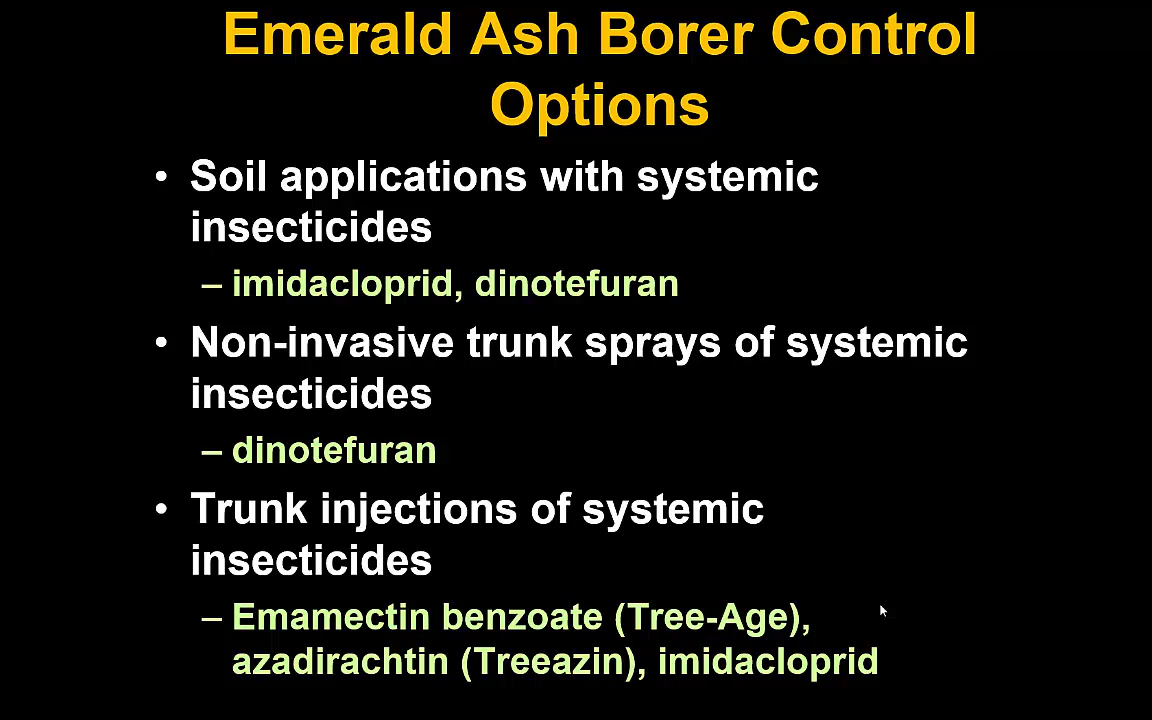 Emerald Ash Borer Control
Options
• Soil applications with systemic
insecticides
– imidacloprid, dinotefuran
• Non-invasive trunk sprays of systemic
insecticides
– dinotefuran
• Trunk injections of systemic
insecticides
– Emamectin benzoate (Tree-Age),
azadirachtin (Treeazin), imidacloprid